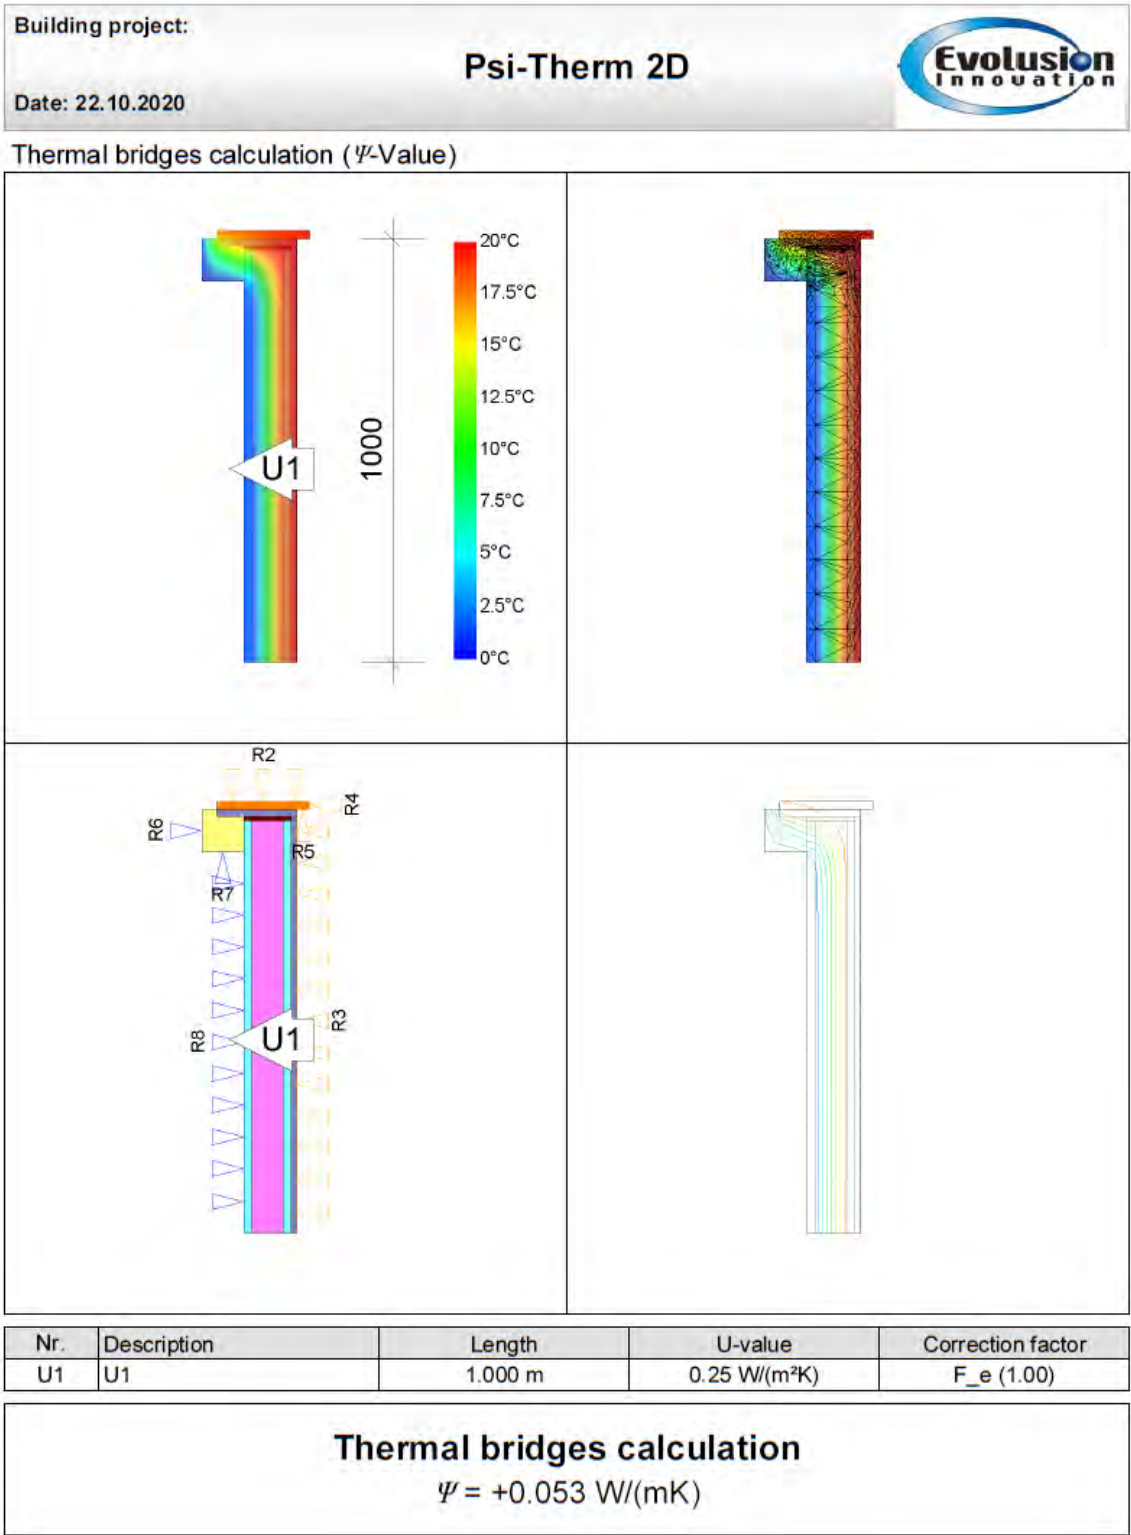 Building project:
Psi-Therm 2D
Evolusion
Innovation
Date: 22.10.2020
Thermal bridges calculation (Ψ-Value)
20°C
17.5°C
15°C
12.5°C
10°C
7.5°C
5°C
2.5°C
0°C
1000
U1
R2
R4
R6
R5
R7
R3
R8
U1
Nr. Description Length U-value Correction factor
U1 U1 1.000 m 0.25 W/(m²K) F_e (1.00)
Thermal bridges calculation
Ψ = +0.053 W/(mK)